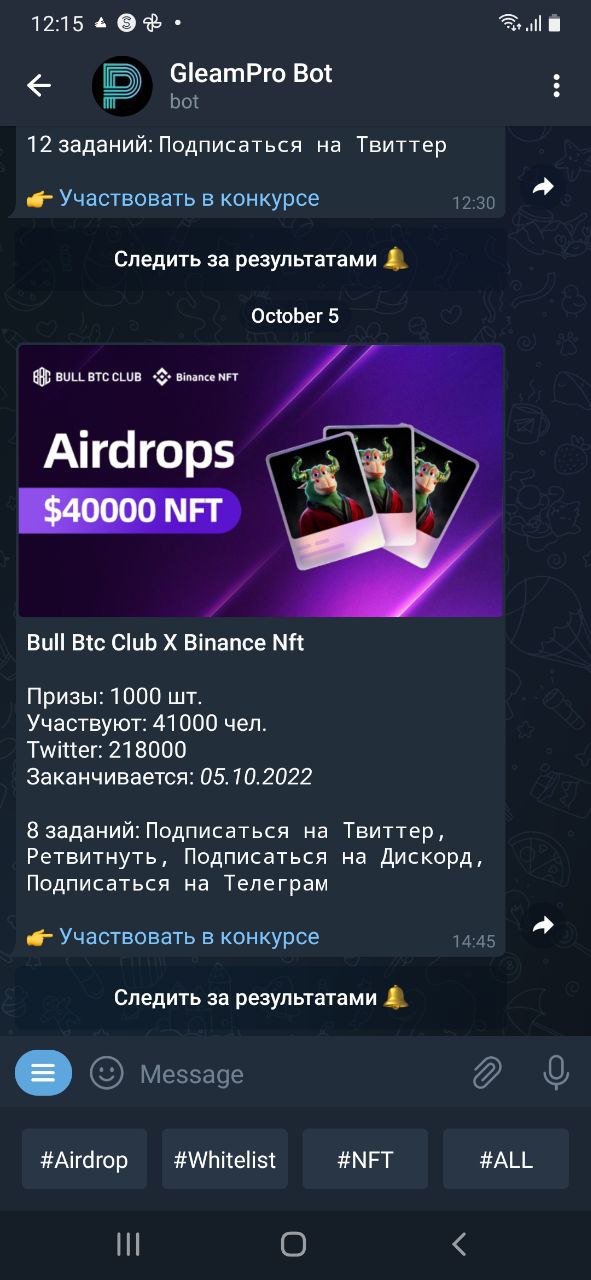 12:15
GleamPro Bot
bot
12 заданий: Подписаться на Твиттер
👉 Участвовать в конкурсе
12:30
Следить за результатами 🔔
October 5
BULL BTC CLUB Binance NFT
Airdrops
$40000 NFT
Bull Btc Club X Binance Nft
Призы: 1000 шт.
Участвуют: 41000 чел.
Twitter: 218000
Заканчивается: 05.10.2022
8 заданий: Подписаться на Твиттер,
Ретвитнуть, Подписаться на Дискорд,
Подписаться на Телеграм
👉 Участвовать в конкурсе
14:45
Следить за результатами 🔔
Message
#Airdrop #Whitelist #NFT #ALL